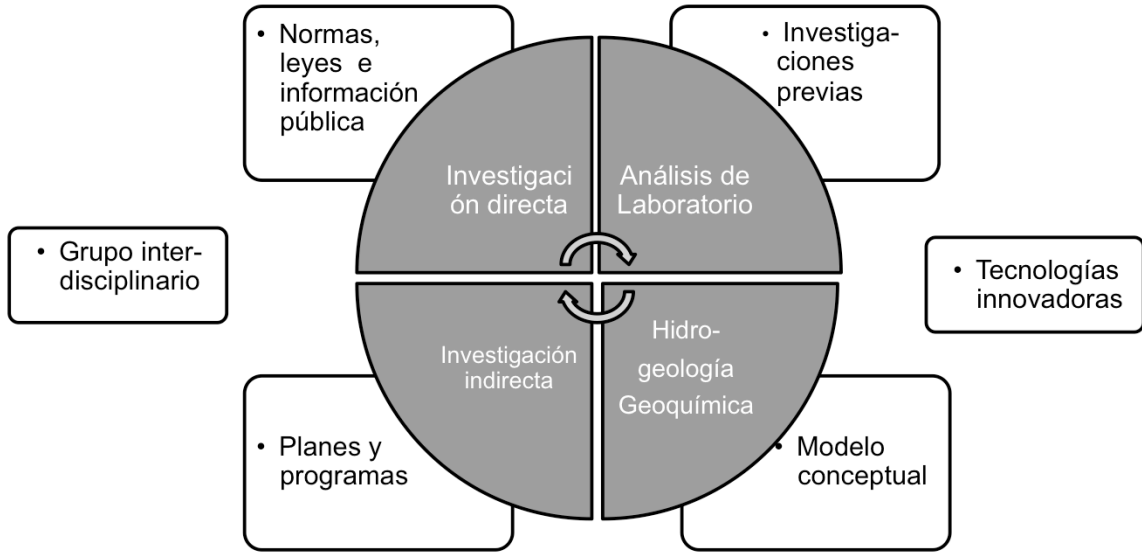 • Normas,
leyes e
información
pública
• Investiga-
ciones
previas
Investigaci
ón directa
Análisis de
Laboratorio
• Grupo inter-
disciplinario
• Tecnologías
innovadoras
Investigación
indirecta
Hidro-
geología
Geoquímica
• Planes y
programas
• Modelo
conceptual